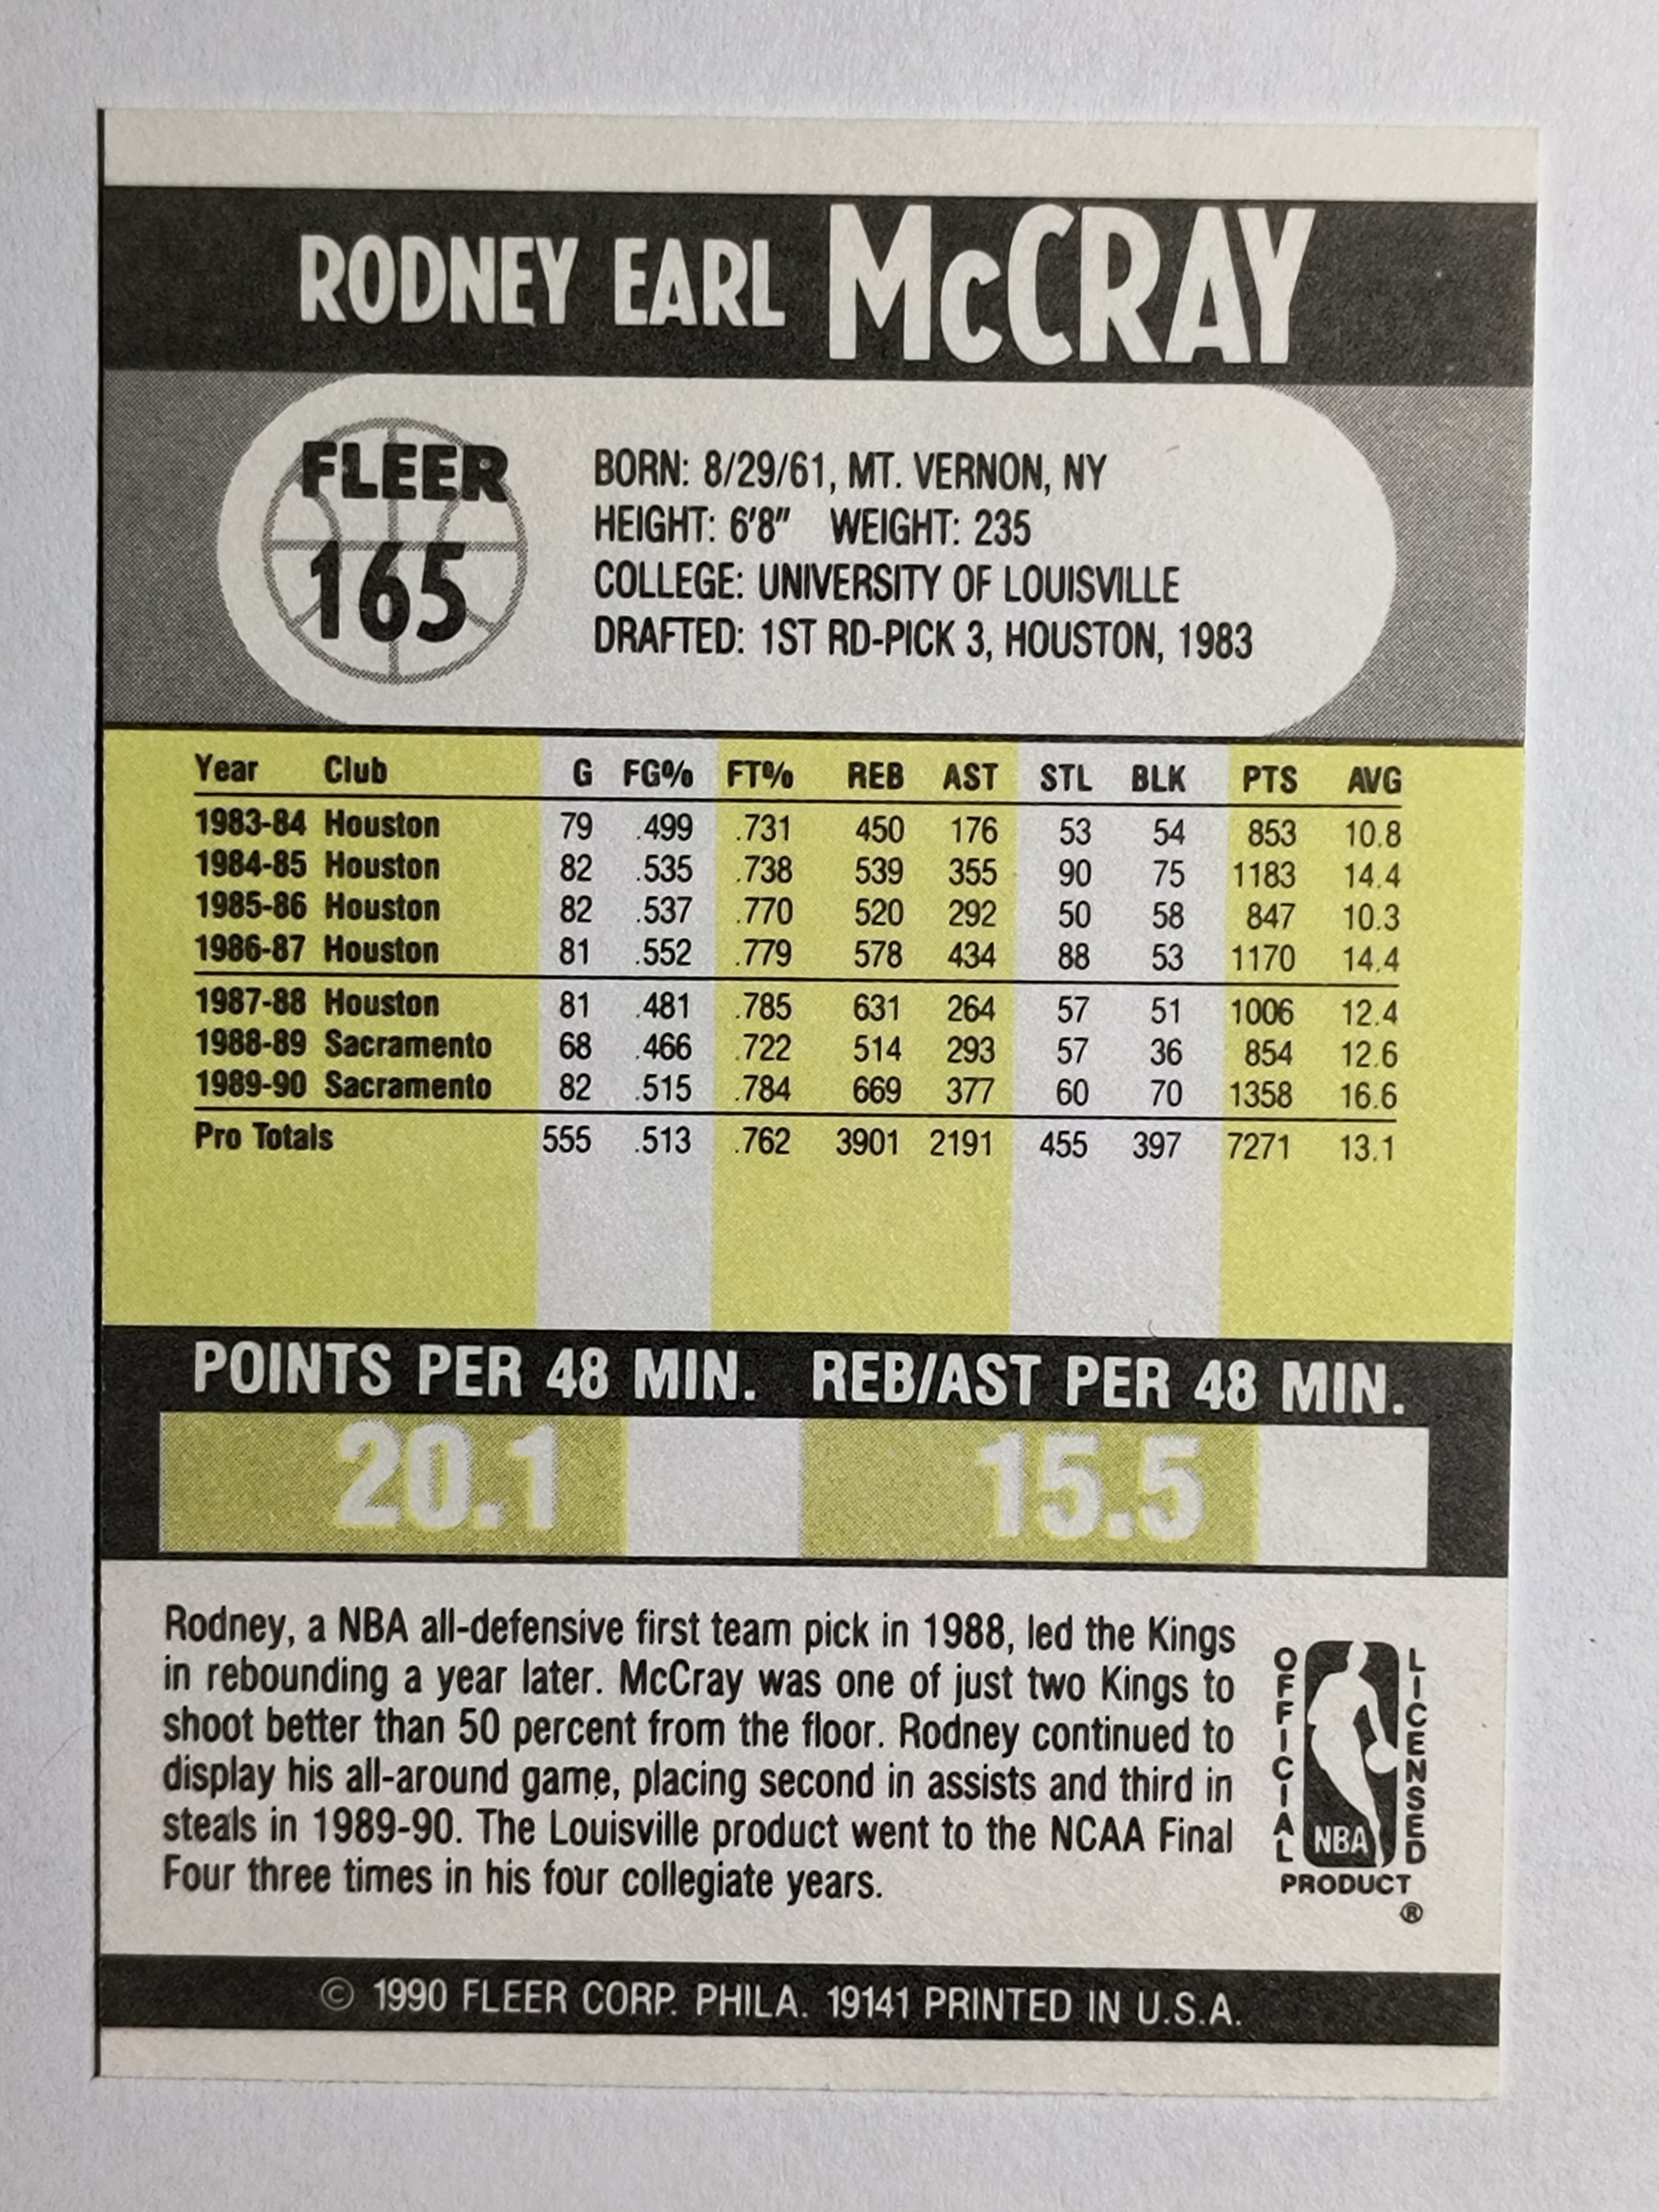 RODNEY EARL McCRAY
FLEER
165
BORN: 8/29/61, MT. VERNON, NY
HEIGHT: 6'8" WEIGHT: 235
COLLEGE: UNIVERSITY OF LOUISVILLE
DRAFTED: 1ST RD-PICK 3, HOUSTON, 1983
Year Club G FG% FT% REB AST STL BLK PTS AVG
1983-84 Houston 79 .499 .731 450 176 53 54 853 10.8
1984-85 Houston 82 .535 .738 539 355 90 75 1183 14.4
1985-86 Houston 82 .537 .770 520 292 50 58 847 10.3
1986-87 Houston 81 .552 .779 578 434 88 53 1170 14.4
1987-88 Houston 81 .481 .785 631 264 57 51 1006 12.4
1988-89 Sacramento 68 .466 .722 514 293 57 36 854 12.6
1989-90 Sacramento 82 .515 .784 669 377 60 70 1358 16.6
Pro Totals 555 .513 .762 3901 2191 455 397 7271 13.1
POINTS PER 48 MIN. REB/AST PER 48 MIN.
20.1 15.5
Rodney, a NBA all-defensive first team pick in 1988, led the Kings
in rebounding a year later. McCray was one of just two Kings to
shoot better than 50 percent from the floor. Rodney continued to
display his all-around game, placing second in assists and third in
steals in 1989-90. The Louisville product went to the NCAA Final
Four three times in his four collegiate years.
OFFICIAL
NBA
LICENSED
PRODUCT
®
© 1990 FLEER CORP. PHILA. 19141 PRINTED IN U.S.A.